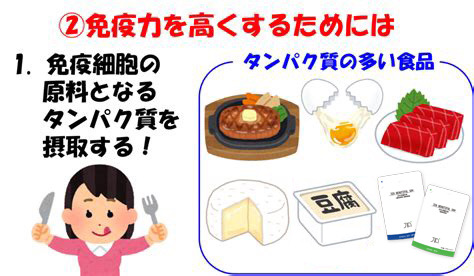 ②免疫力を高くするためには
1. 免疫細胞の
原料となる
タンパク質を
摂取する！
タンパク質の多い食品
豆腐